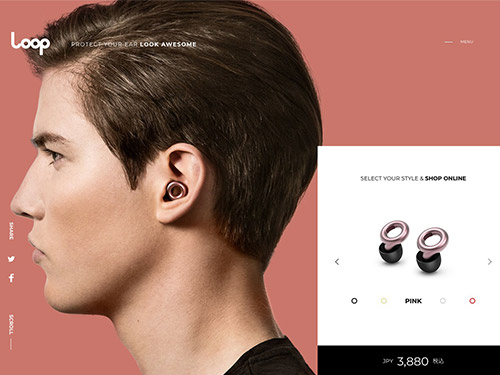 Loop
PROTECT YOUR EAR LOOK AWESOME
MENU
SELECT YOUR STYLE & SHOP ONLINE
SHARE
PINK
SCROLL
JPY 3,880 税込